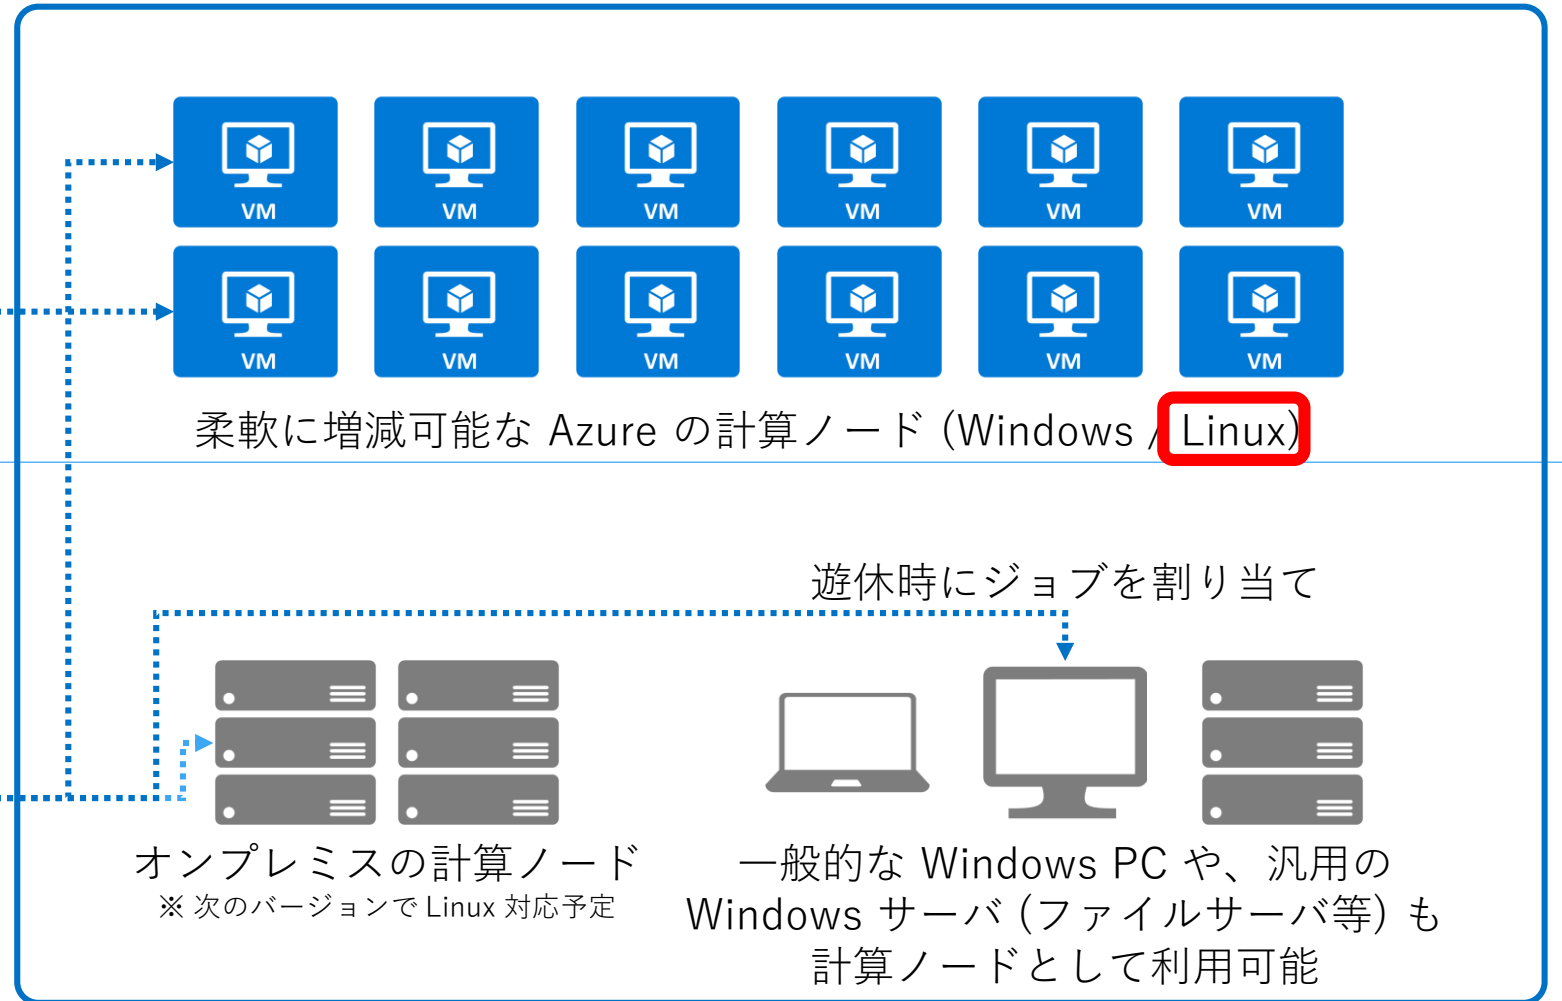 VM VM VM VM VM VM
VM VM VM VM VM VM
柔軟に増減可能な Azure の計算ノード (Windows / Linux)
遊休時にジョブを割り当て
オンプレミスの計算ノード
※ 次のバージョンで Linux 対応予定
一般的な Windows PC や、汎用の
Windows サーバ (ファイルサーバ等) も
計算ノードとして利用可能